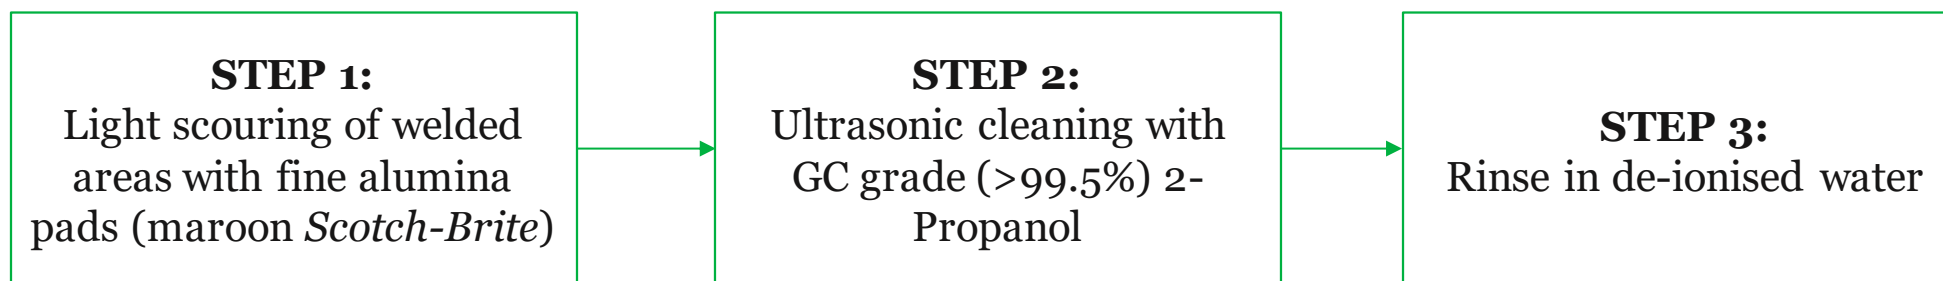 STEP 1:
Light scouring of welded
areas with fine alumina
pads (maroon Scotch-Brite)
STEP 2:
Ultrasonic cleaning with
GC grade (>99.5%) 2-
Propanol
STEP 3:
Rinse in de-ionised water